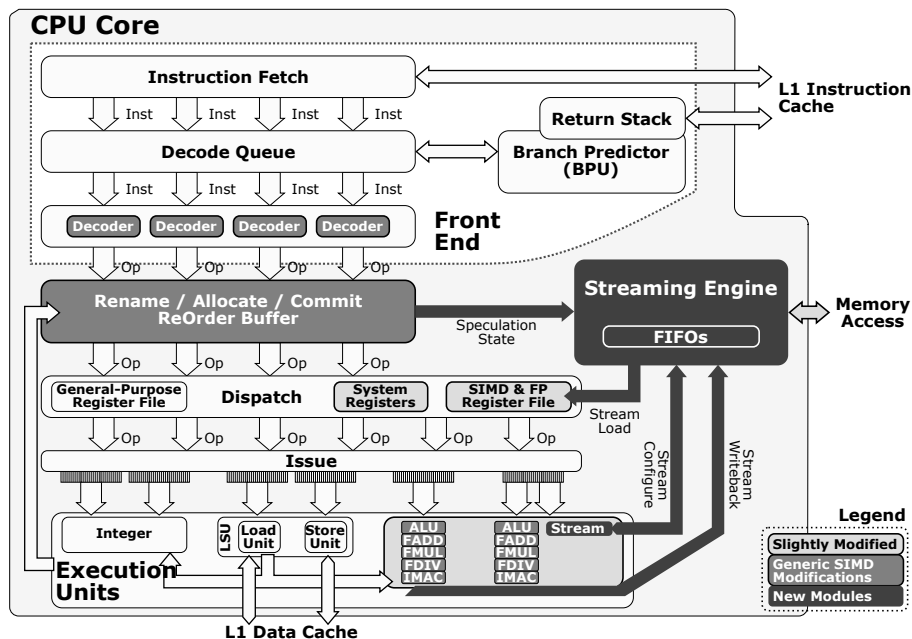 CPU Core
Instruction Fetch
L1 Instruction
Cache
Inst Inst Inst Inst
Return Stack
Decode Queue
Branch Predictor
(BPU)
Inst Inst Inst Inst
Decoder Decoder Decoder Decoder
Front
End
Op Op Op Op
Rename / Allocate / Commit
ReOrder Buffer
Speculation
State
Streaming Engine
FIFOs
Memory
Access
Op Op Op Op
General-Purpose
Register File
Dispatch
System
Registers
SIMD & FP
Register File
Stream
Load
Op Op Op Op Op Op
Issue
Stream
Configure
Stream
Writeback
Integer
LSU
Load
Unit
Store
Unit
ALU
FADD
FMUL
FDIV
IMAC
ALU
FADD
FMUL
FDIV
IMAC
Stream
Execution
Units
L1 Data Cache
Legend
Slightly Modified
Generic SIMD
Modifications
New Modules